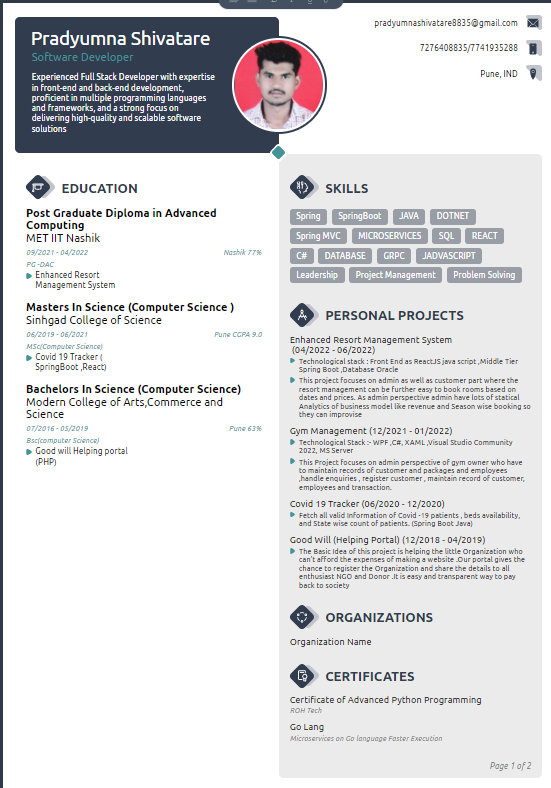 Pradyumna Shivatare
Software Developer
Experienced Full Stack Developer with expertise
in front-end and back-end development,
proficient in multiple programming languages
and frameworks, and a strong focus on
delivering high-quality and scalable software
solutions
pradyumnashivatare8835@gmail.com
7276408835/7741935288
Pune, IND
EDUCATION
Post Graduate Diploma in Advanced
Computing
MET IIT Nashik
09/2021 - 04/2022 Nashik 77%
PG -DAC
Enhanced Resort
Management System
Masters In Science (Computer Science )
Sinhgad College of Science
06/2019 - 06/2021 Pune CGPA 9.0
MSc(Computer Science)
Covid 19 Tracker (
SpringBoot ,React)
Bachelors In Science (Computer Science)
Modern College of Arts,Commerce and
Science
07/2016 - 05/2019 Pune 63%
Bsc(computer Science)
Good will Helping portal
(PHP)
SKILLS
Spring SpringBoot JAVA DOTNET
Spring MVC MICROSERVICES SQL REACT
C# DATABASE GRPC JADVASCRIPT
Leadership Project Management Problem Solving
PERSONAL PROJECTS
Enhanced Resort Management System
(04/2022 - 06/2022)
Technological stack : Front End as ReactJS java script ,Middle Tier
Spring Boot ,Database Oracle
This project focuses on admin as well as customer part where the
resort management can be further easy to book rooms based on
dates and prices. As admin perspective admin have lots of statical
Analytics of business model like revenue and Season wise booking so
they can improvise
Gym Management (12/2021 - 01/2022)
Technological Stack :- WPF ,C#, XAML ,Visual Studio Community
2022, MS Server
This Project focuses on admin perspective of gym owner who have
to maintain records of customer and packages and employees
,handle enquiries , register customer , maintain record of customer,
employees and transaction.
Covid 19 Tracker (06/2020 - 12/2020)
Fetch all valid Information of Covid -19 patients , beds availability,
and State wise count of patients. (Spring Boot Java)
Good Will (Helping Portal) (12/2018 - 04/2019)
The Basic Idea of this project is helping the little Organization who
can't afford the expenses of making a website .Our portal gives the
chance to register the Organization and share the details to all
enthusiast NGO and Donor .It is easy and transparent way to pay
back to society
ORGANIZATIONS
Organization Name
CERTIFICATES
Certificate of Advanced Python Programming
ROH Tech
Go Lang
Microservices on Go language Faster Execution
Page 1 of 2